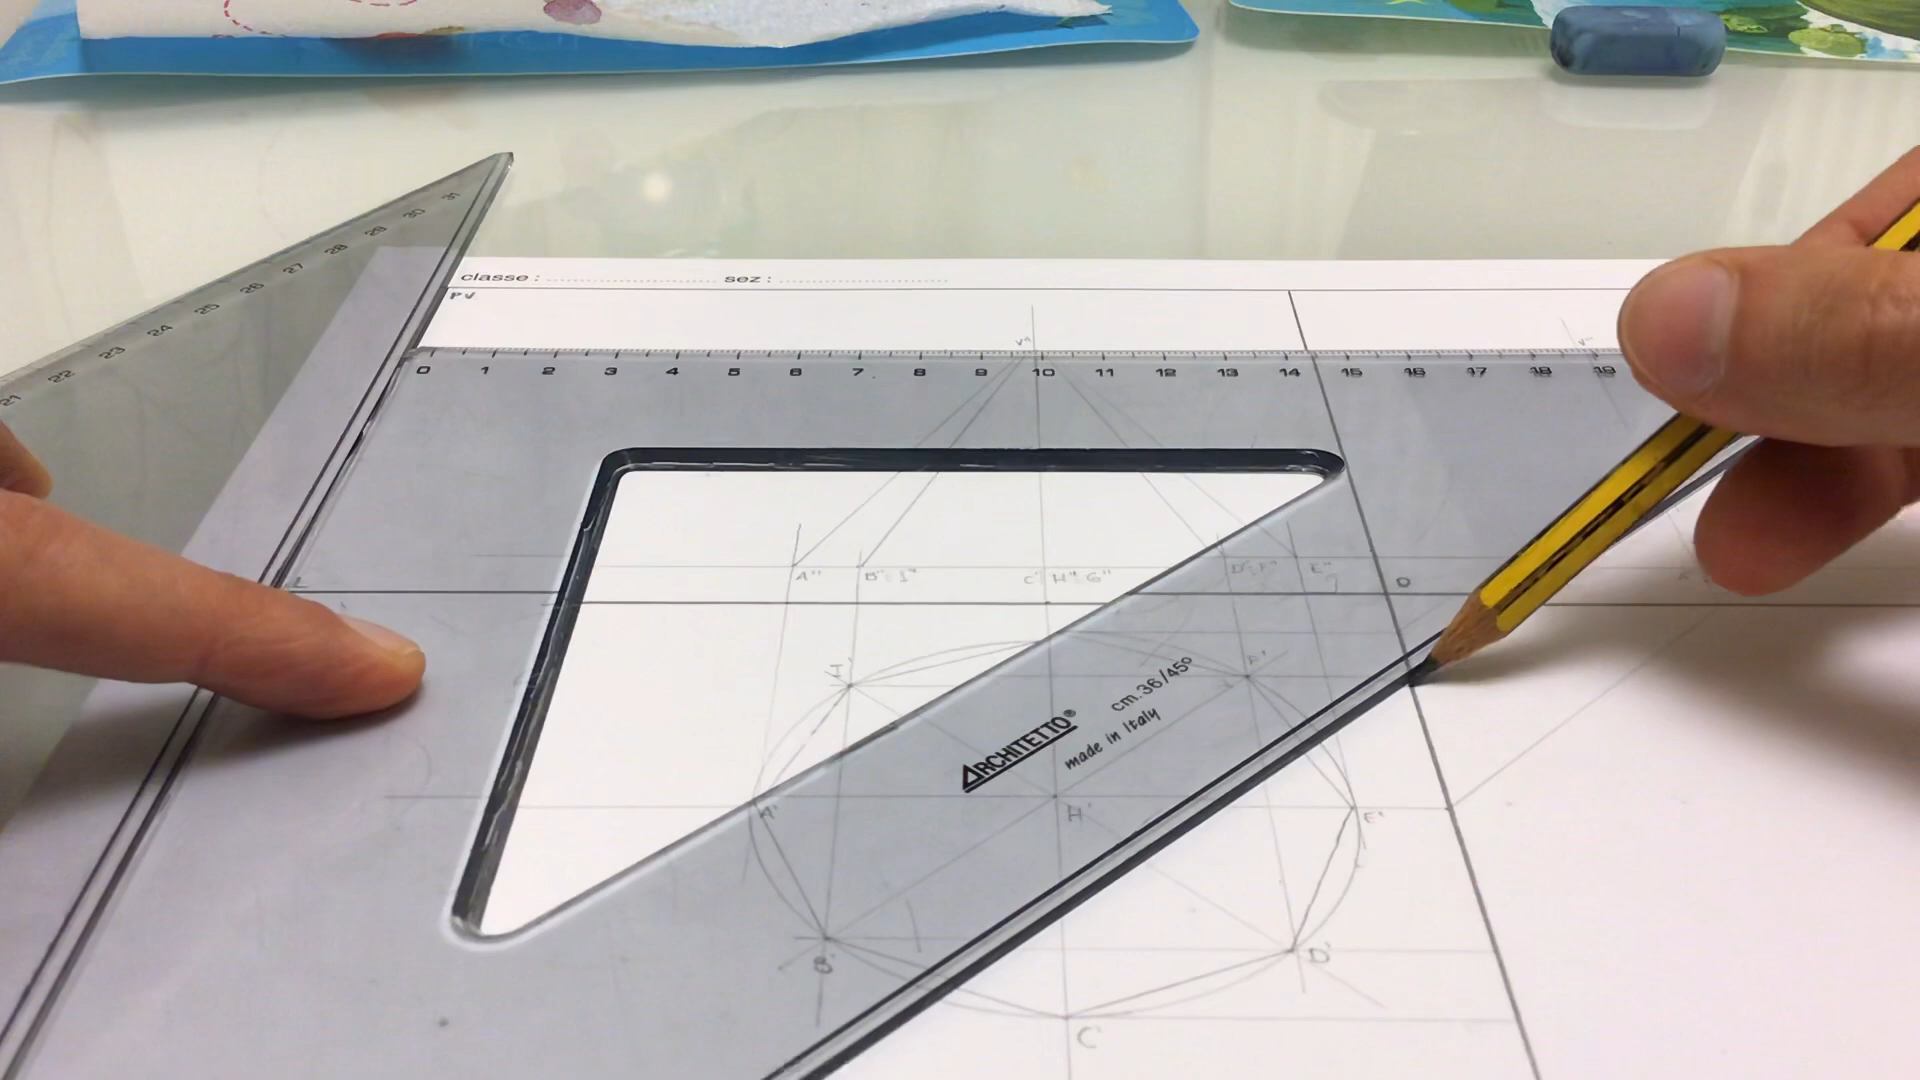 classe: sez:
PV
V"
V"
31
30
29
28
27
26
25
24
23
22
21
0 1 2 3 4 5 6 7 8 9 10 11 12 13 14 15 16 17 18 19
A" B"≡I" C"≡H"≡G" D"≡F" E"
L
O
I'
F'
cm.36/45°
ARCHITETTO®
made in Italy
A' H' E'
B' D'
C'